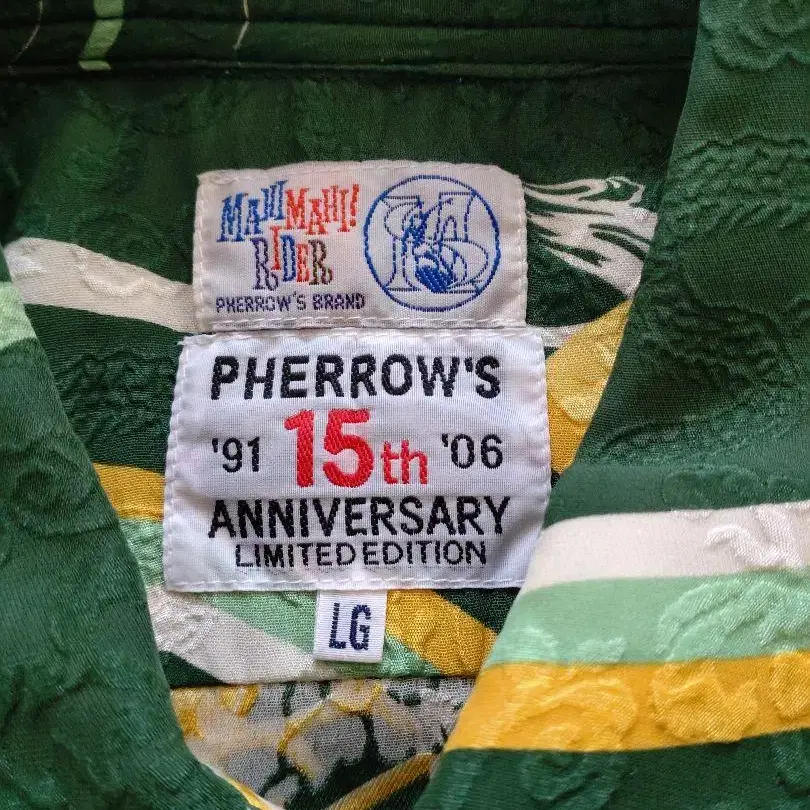 MAHIMAHI!
RIDER
PHERROW'S BRAND
PHERROW'S
'91 15th '06
ANNIVERSARY
LIMITED EDITION
LG